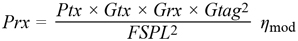 Prx = Ptx × Gtx × Grx × Gtag² / FSPL² ηmod